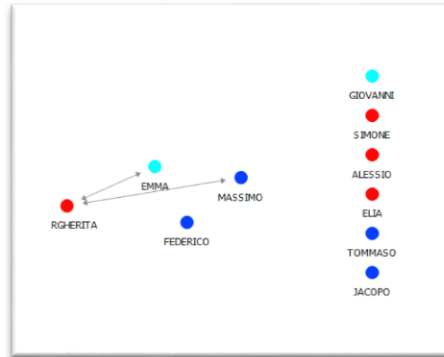 GIOVANNI
SIMONE
ALESSIO
EMMA
MASSIMO
ELIA
RGHERITA
FEDERICO
TOMMASO
JACOPO